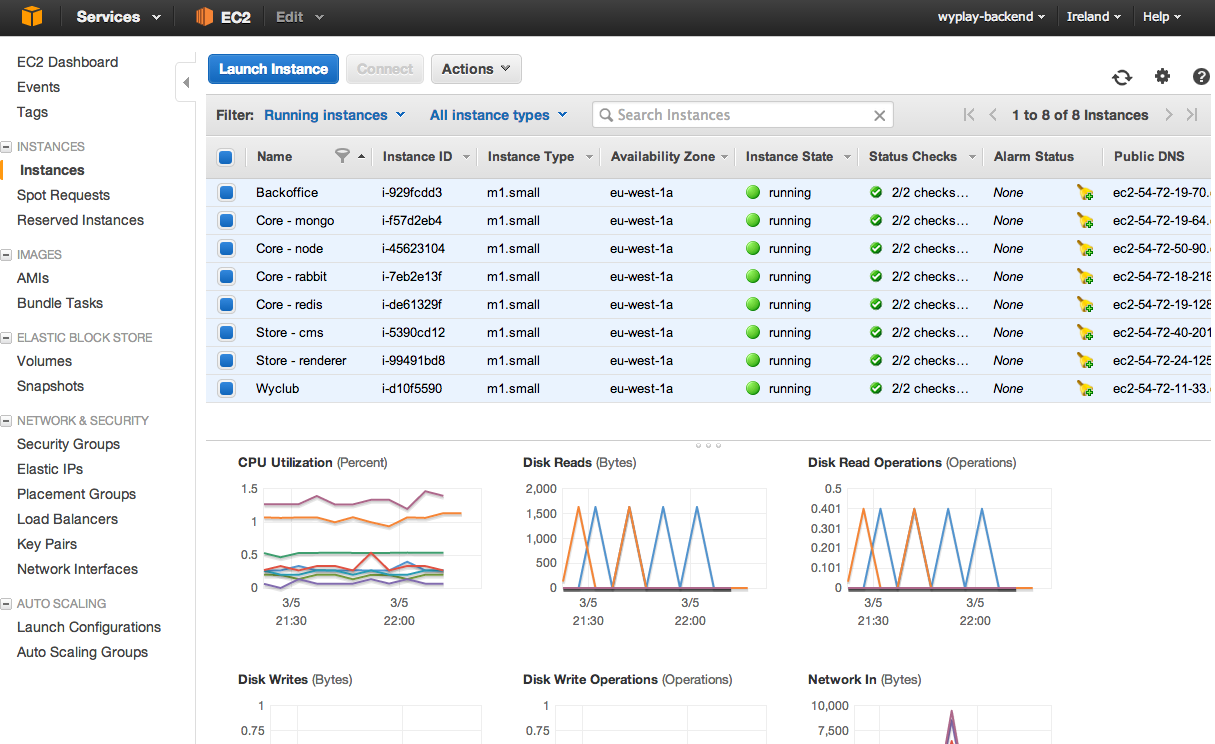 Services EC2 Edit wyplay-backend Ireland Help
EC2 Dashboard
Events
Tags
INSTANCES
Instances
Spot Requests
Reserved Instances
IMAGES
AMIs
Bundle Tasks
ELASTIC BLOCK STORE
Volumes
Snapshots
NETWORK & SECURITY
Security Groups
Elastic IPs
Placement Groups
Load Balancers
Key Pairs
Network Interfaces
AUTO SCALING
Launch Configurations
Auto Scaling Groups
Launch Instance Connect Actions
Filter: Running instances All instance types Search Instances 1 to 8 of 8 Instances
Name Instance ID Instance Type Availability Zone Instance State Status Checks Alarm Status Public DNS
Backoffice i-929fcdd3 m1.small eu-west-1a running 2/2 checks... None ec2-54-72-19-70.
Core - mongo i-f57d2eb4 m1.small eu-west-1a running 2/2 checks... None ec2-54-72-19-64.
Core - node i-45623104 m1.small eu-west-1a running 2/2 checks... None ec2-54-72-50-90.
Core - rabbit i-7eb2e13f m1.small eu-west-1a running 2/2 checks... None ec2-54-72-18-218
Core - redis i-de61329f m1.small eu-west-1a running 2/2 checks... None ec2-54-72-19-128
Store - cms i-5390cd12 m1.small eu-west-1a running 2/2 checks... None ec2-54-72-40-201
Store - renderer i-99491bd8 m1.small eu-west-1a running 2/2 checks... None ec2-54-72-24-125
Wyclub i-d10f5590 m1.small eu-west-1a running 2/2 checks... None ec2-54-72-11-33.
CPU Utilization (Percent)
1.5
1
0.5
0
3/5 3/5
21:30 22:00
Disk Reads (Bytes)
2,000
1,500
1,000
500
0
3/5 3/5
21:30 22:00
Disk Read Operations (Operations)
0.5
0.401
0.301
0.201
0.101
0
3/5 3/5
21:30 22:00
Disk Writes (Bytes)
1
0.75
Disk Write Operations (Operations)
1
0.75
Network In (Bytes)
10,000
7,500